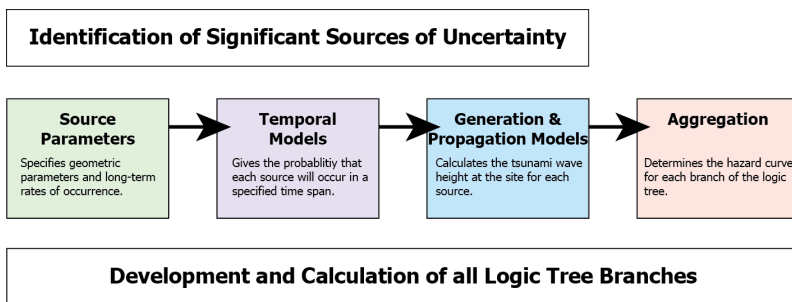 Identification of Significant Sources of Uncertainty
Source
Parameters
Specifies geometric
parameters and long-term
rates of occurrence.
Temporal
Models
Gives the probablitiy that
each source will occur in a
specified time span.
Generation &
Propagation Models
Calculates the tsunami wave
height at the site for each
source.
Aggregation
Determines the hazard curve
for each branch of the logic
tree.
Development and Calculation of all Logic Tree Branches